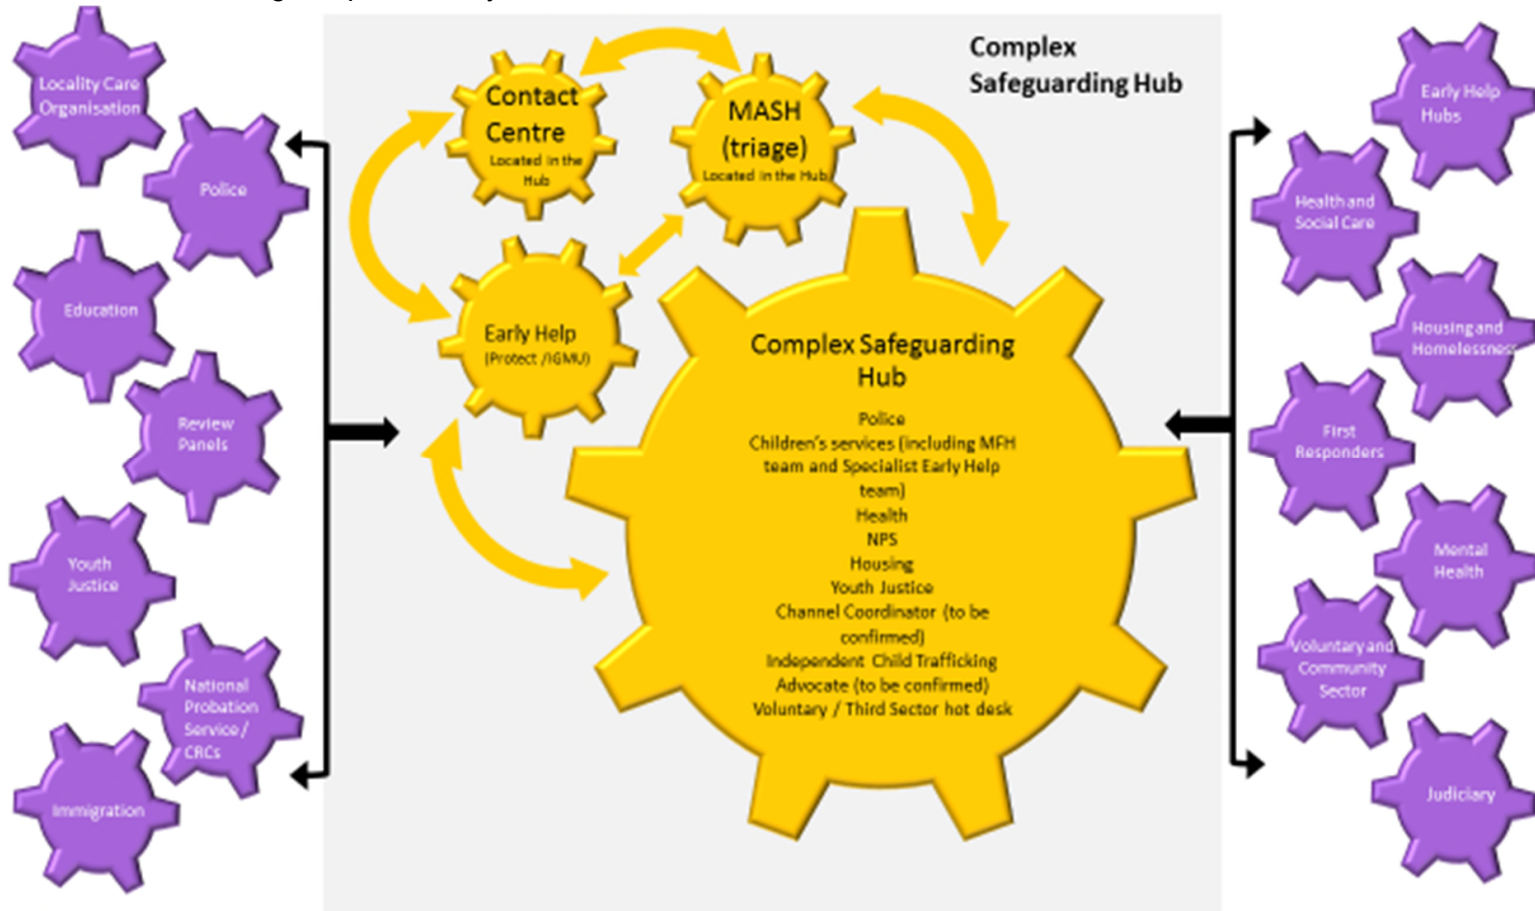 Locality Care
Organisation
Police
Education
Review
Panels
Youth
Justice
National
Probation
Service /
CRCs
Immigration
Complex
Safeguarding Hub
Contact
Centre
Located in the
Hub
MASH
(triage)
Located in the Hub
Early Help
(Protect /IGMU)
Complex Safeguarding
Hub
Police
Children's services (including MFH
team and Specialist Early Help
team)
Health
NPS
Housing
Youth Justice
Channel Coordinator (to be
confirmed)
Independent Child Trafficking
Advocate (to be confirmed)
Voluntary / Third Sector hot desk
Early Help
Hubs
Health and
Social Care
Housing and
Homelessness
First
Responders
Mental
Health
Voluntary and
Community
Sector
Judiciary